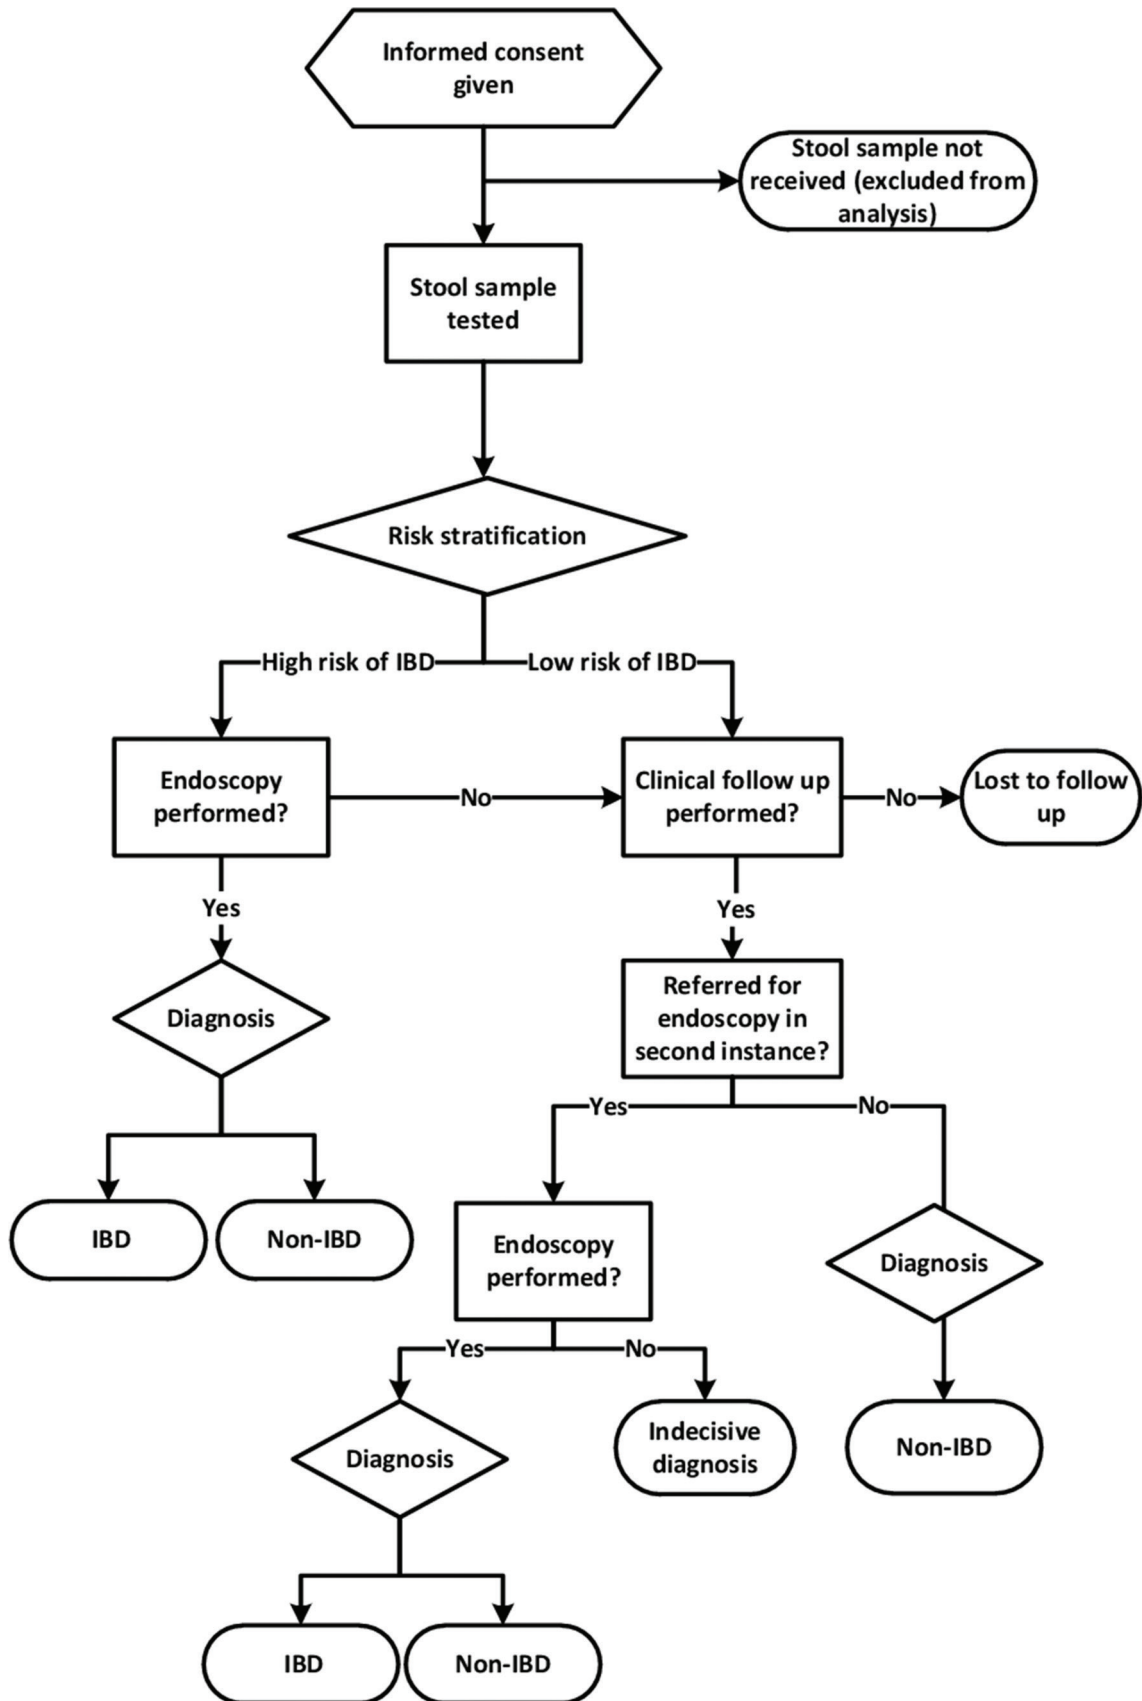 Informed consent
given
Stool sample not
received (excluded from
analysis)
Stool sample
tested
Risk stratification
High risk of IBD
Low risk of IBD
Endoscopy
performed?
No
Clinical follow up
performed?
No
Lost to follow
up
Yes
Yes
Diagnosis
Referred for
endoscopy in
second instance?
Yes
No
IBD
Non-IBD
Endoscopy
performed?
Diagnosis
Yes
No
Diagnosis
Indecisive
diagnosis
Non-IBD
IBD
Non-IBD